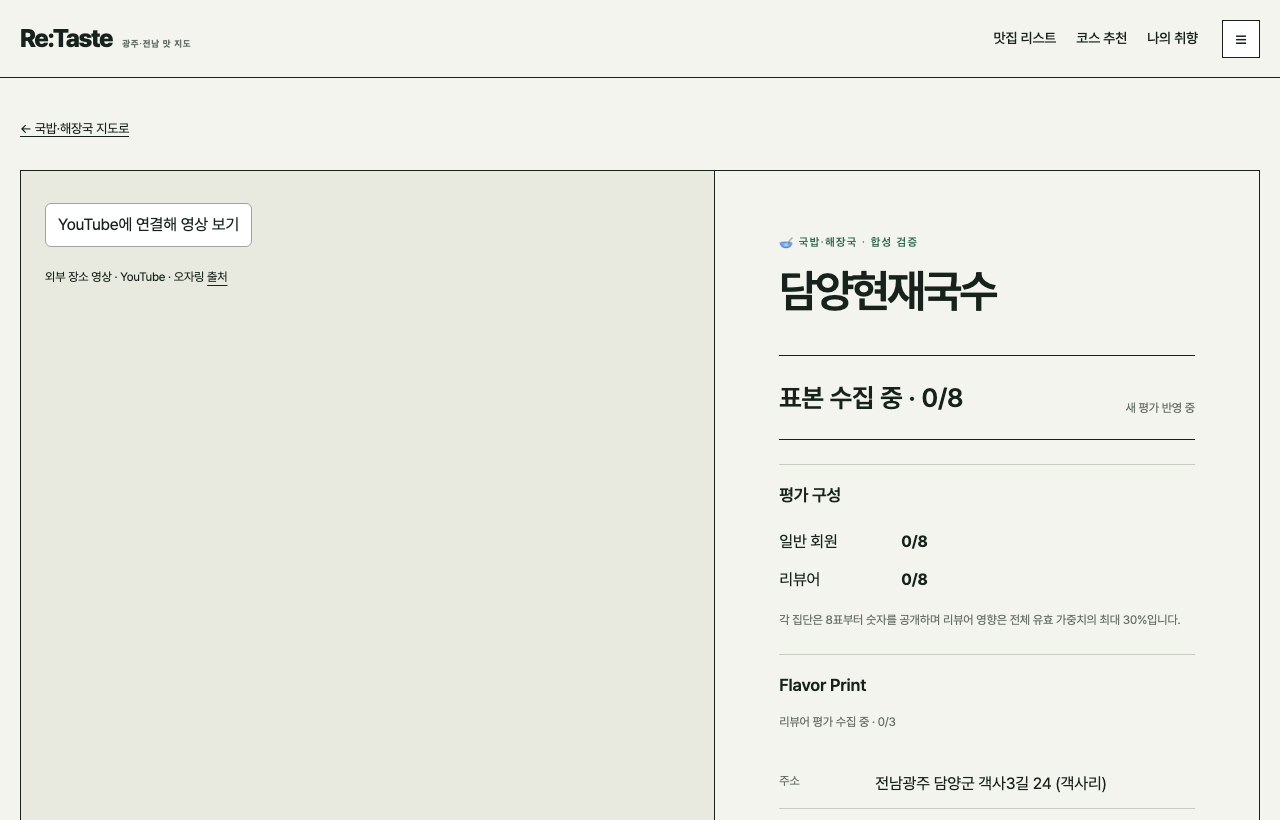 Re:Taste 광주·전남 맛 지도
맛집 리스트 코스 추천 나의 취향 ≡
← 국밥·해장국 지도로
YouTube에 연결해 영상 보기
외부 장소 영상 · YouTube · 오자링 출처
국밥·해장국 · 합성 검증
담양현재국수
표본 수집 중 · 0/8
새 평가 반영 중
평가 구성
일반 회원 0/8
리뷰어 0/8
각 집단은 8표부터 숫자를 공개하며 리뷰어 영향은 전체 유효 가중치의 최대 30%입니다.
Flavor Print
리뷰어 평가 수집 중 · 0/3
주소 전남광주 담양군 객사3길 24 (객사리)